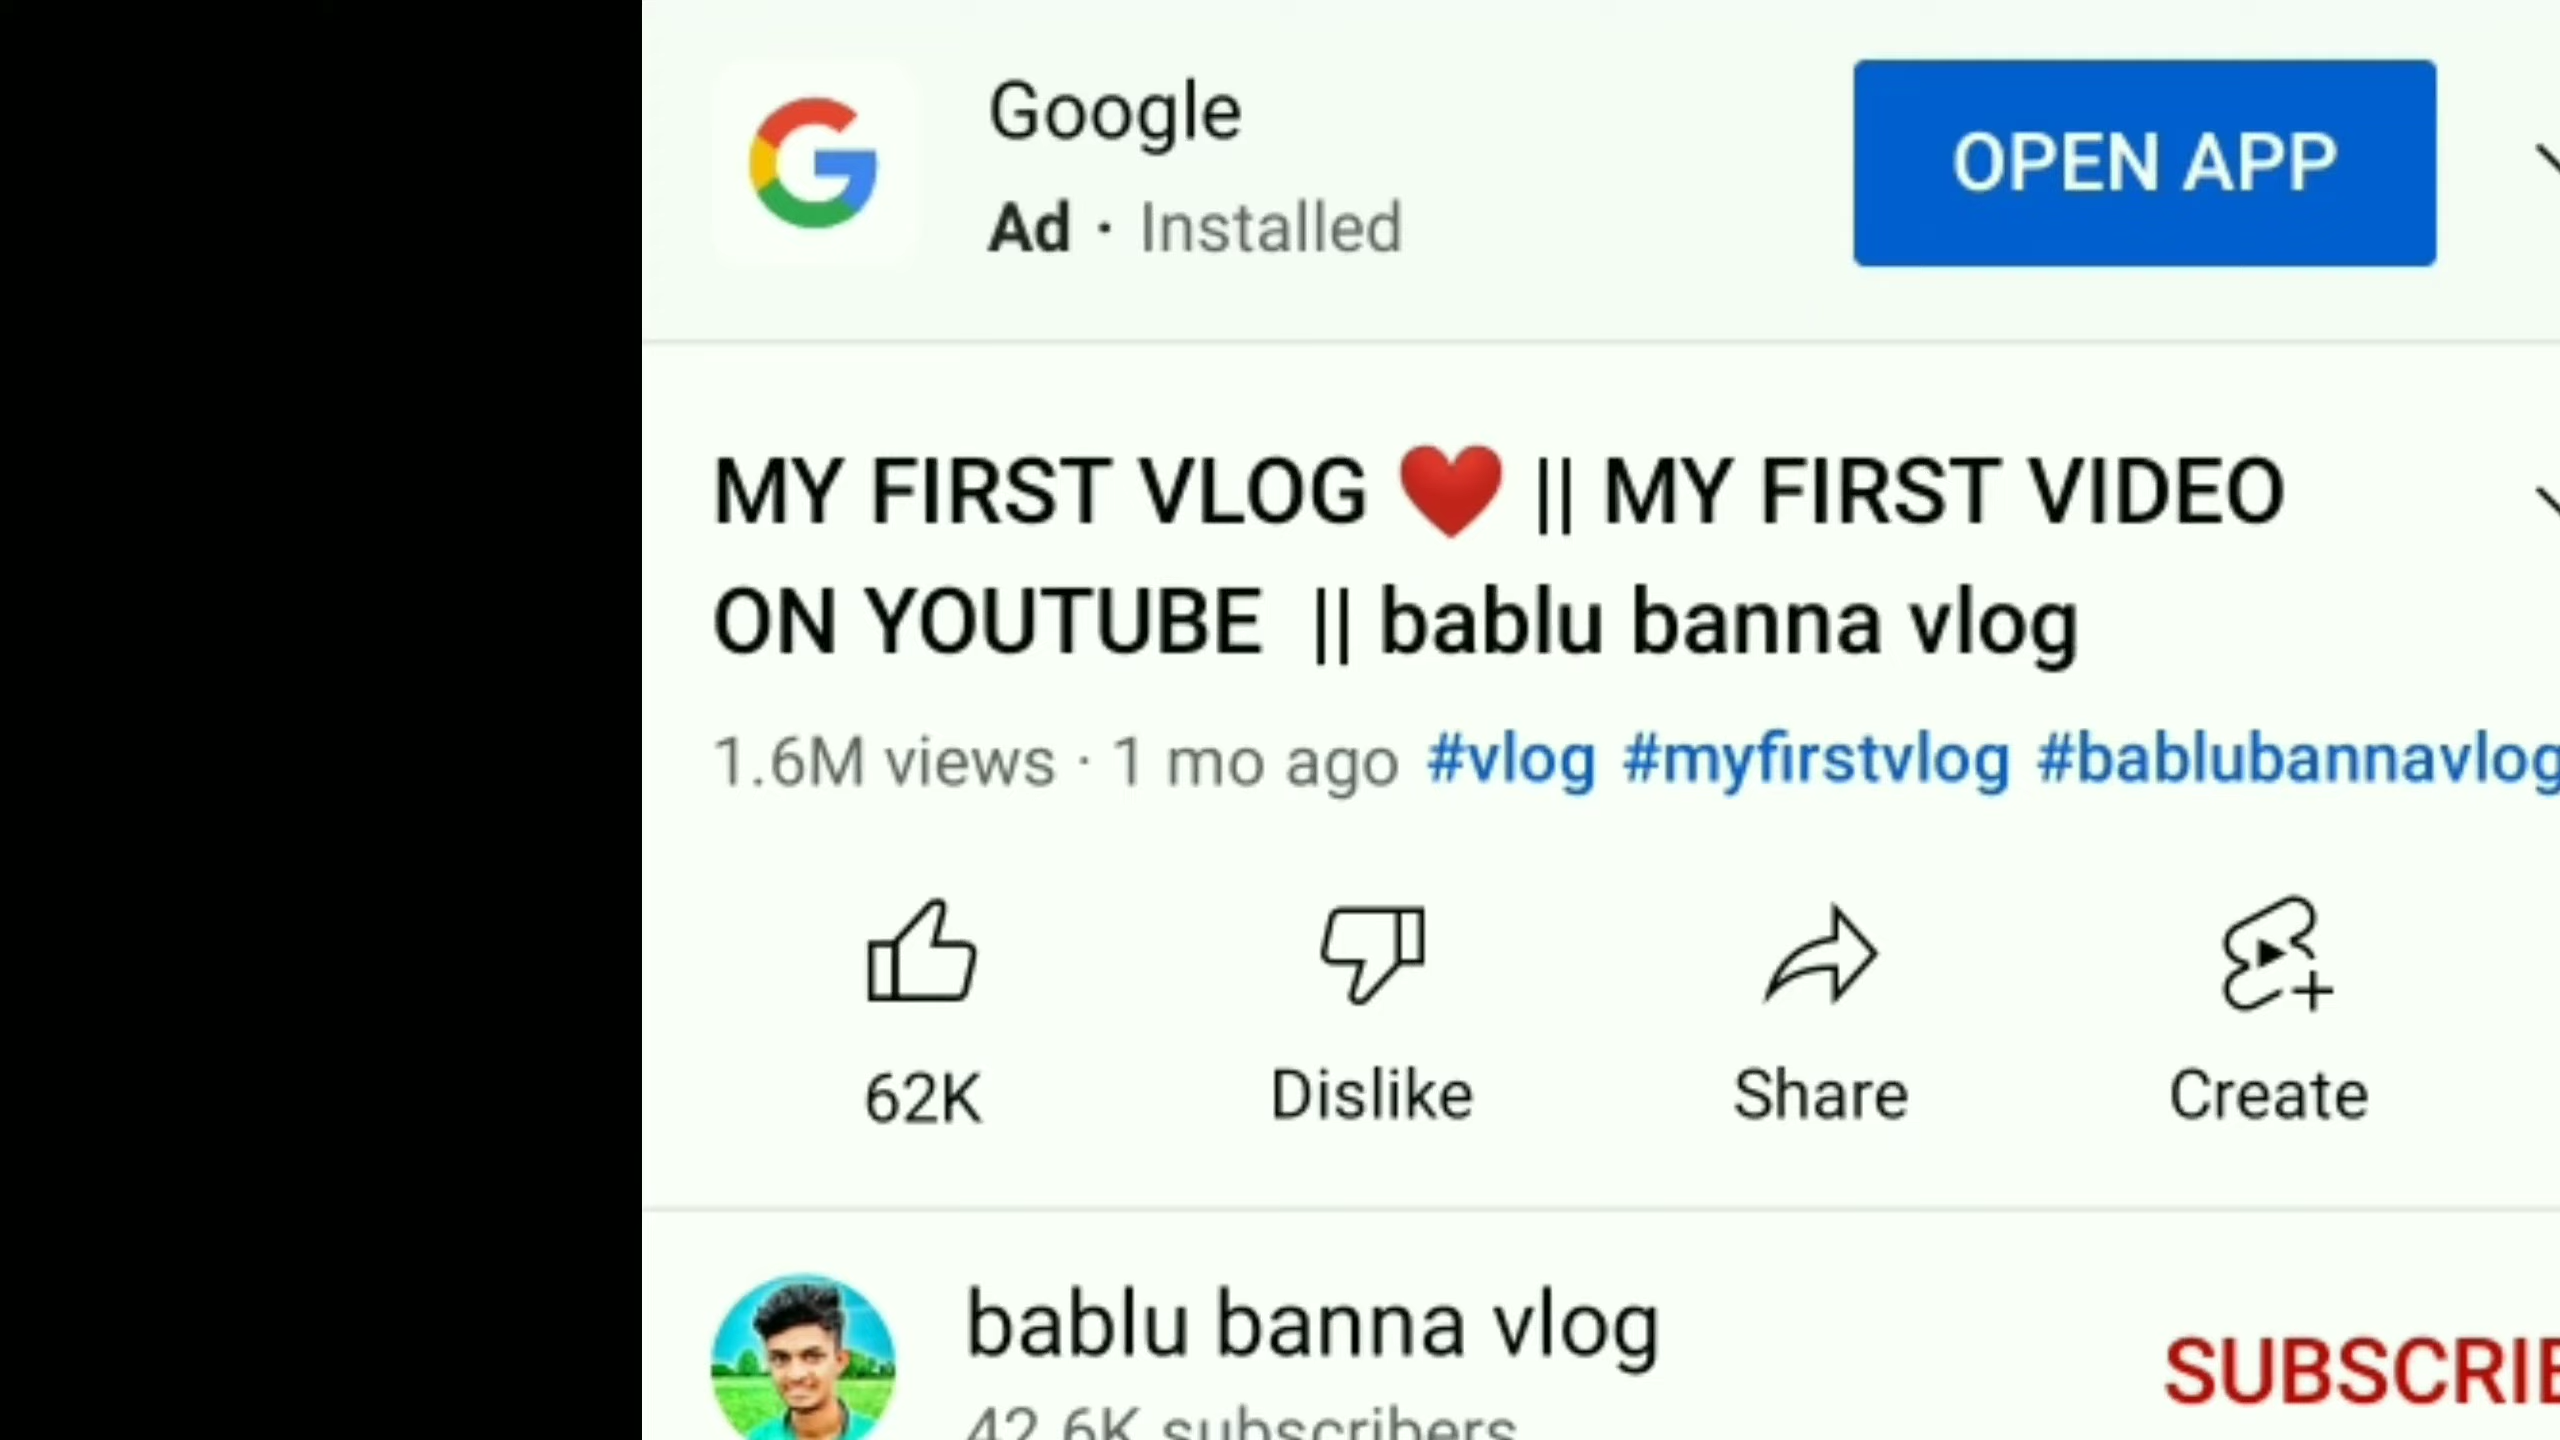 Google
OPEN APP
Ad · Installed
MY FIRST VLOG ❤️ || MY FIRST VIDEO
ON YOUTUBE || bablu banna vlog
1.6M views · 1 mo ago #vlog #myfirstvlog #bablubannavlog
62K Dislike Share Create
bablu banna vlog
SUBSCRIB
42.6K subscribers